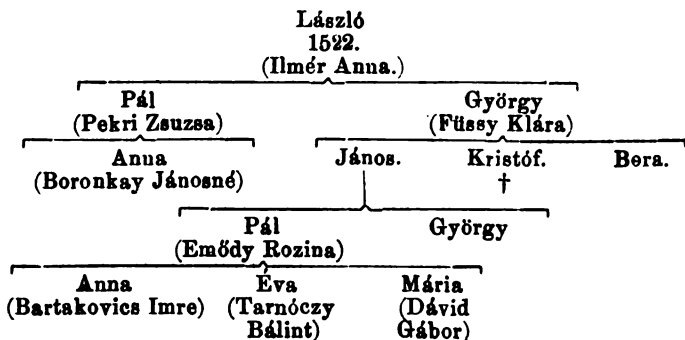 László
1522.
(Ilmér Anna.)
Pál György
(Pekri Zsuzsa) (Füssy Klára)
Anna János. Kristóf. Bora.
(Boronkay Jánosné) †
Pál György
(Emődy Rozina)
Anna Éva Mária
(Bartakovics Imre) (Tarnóczy (Dávid
Bálint) Gábor)